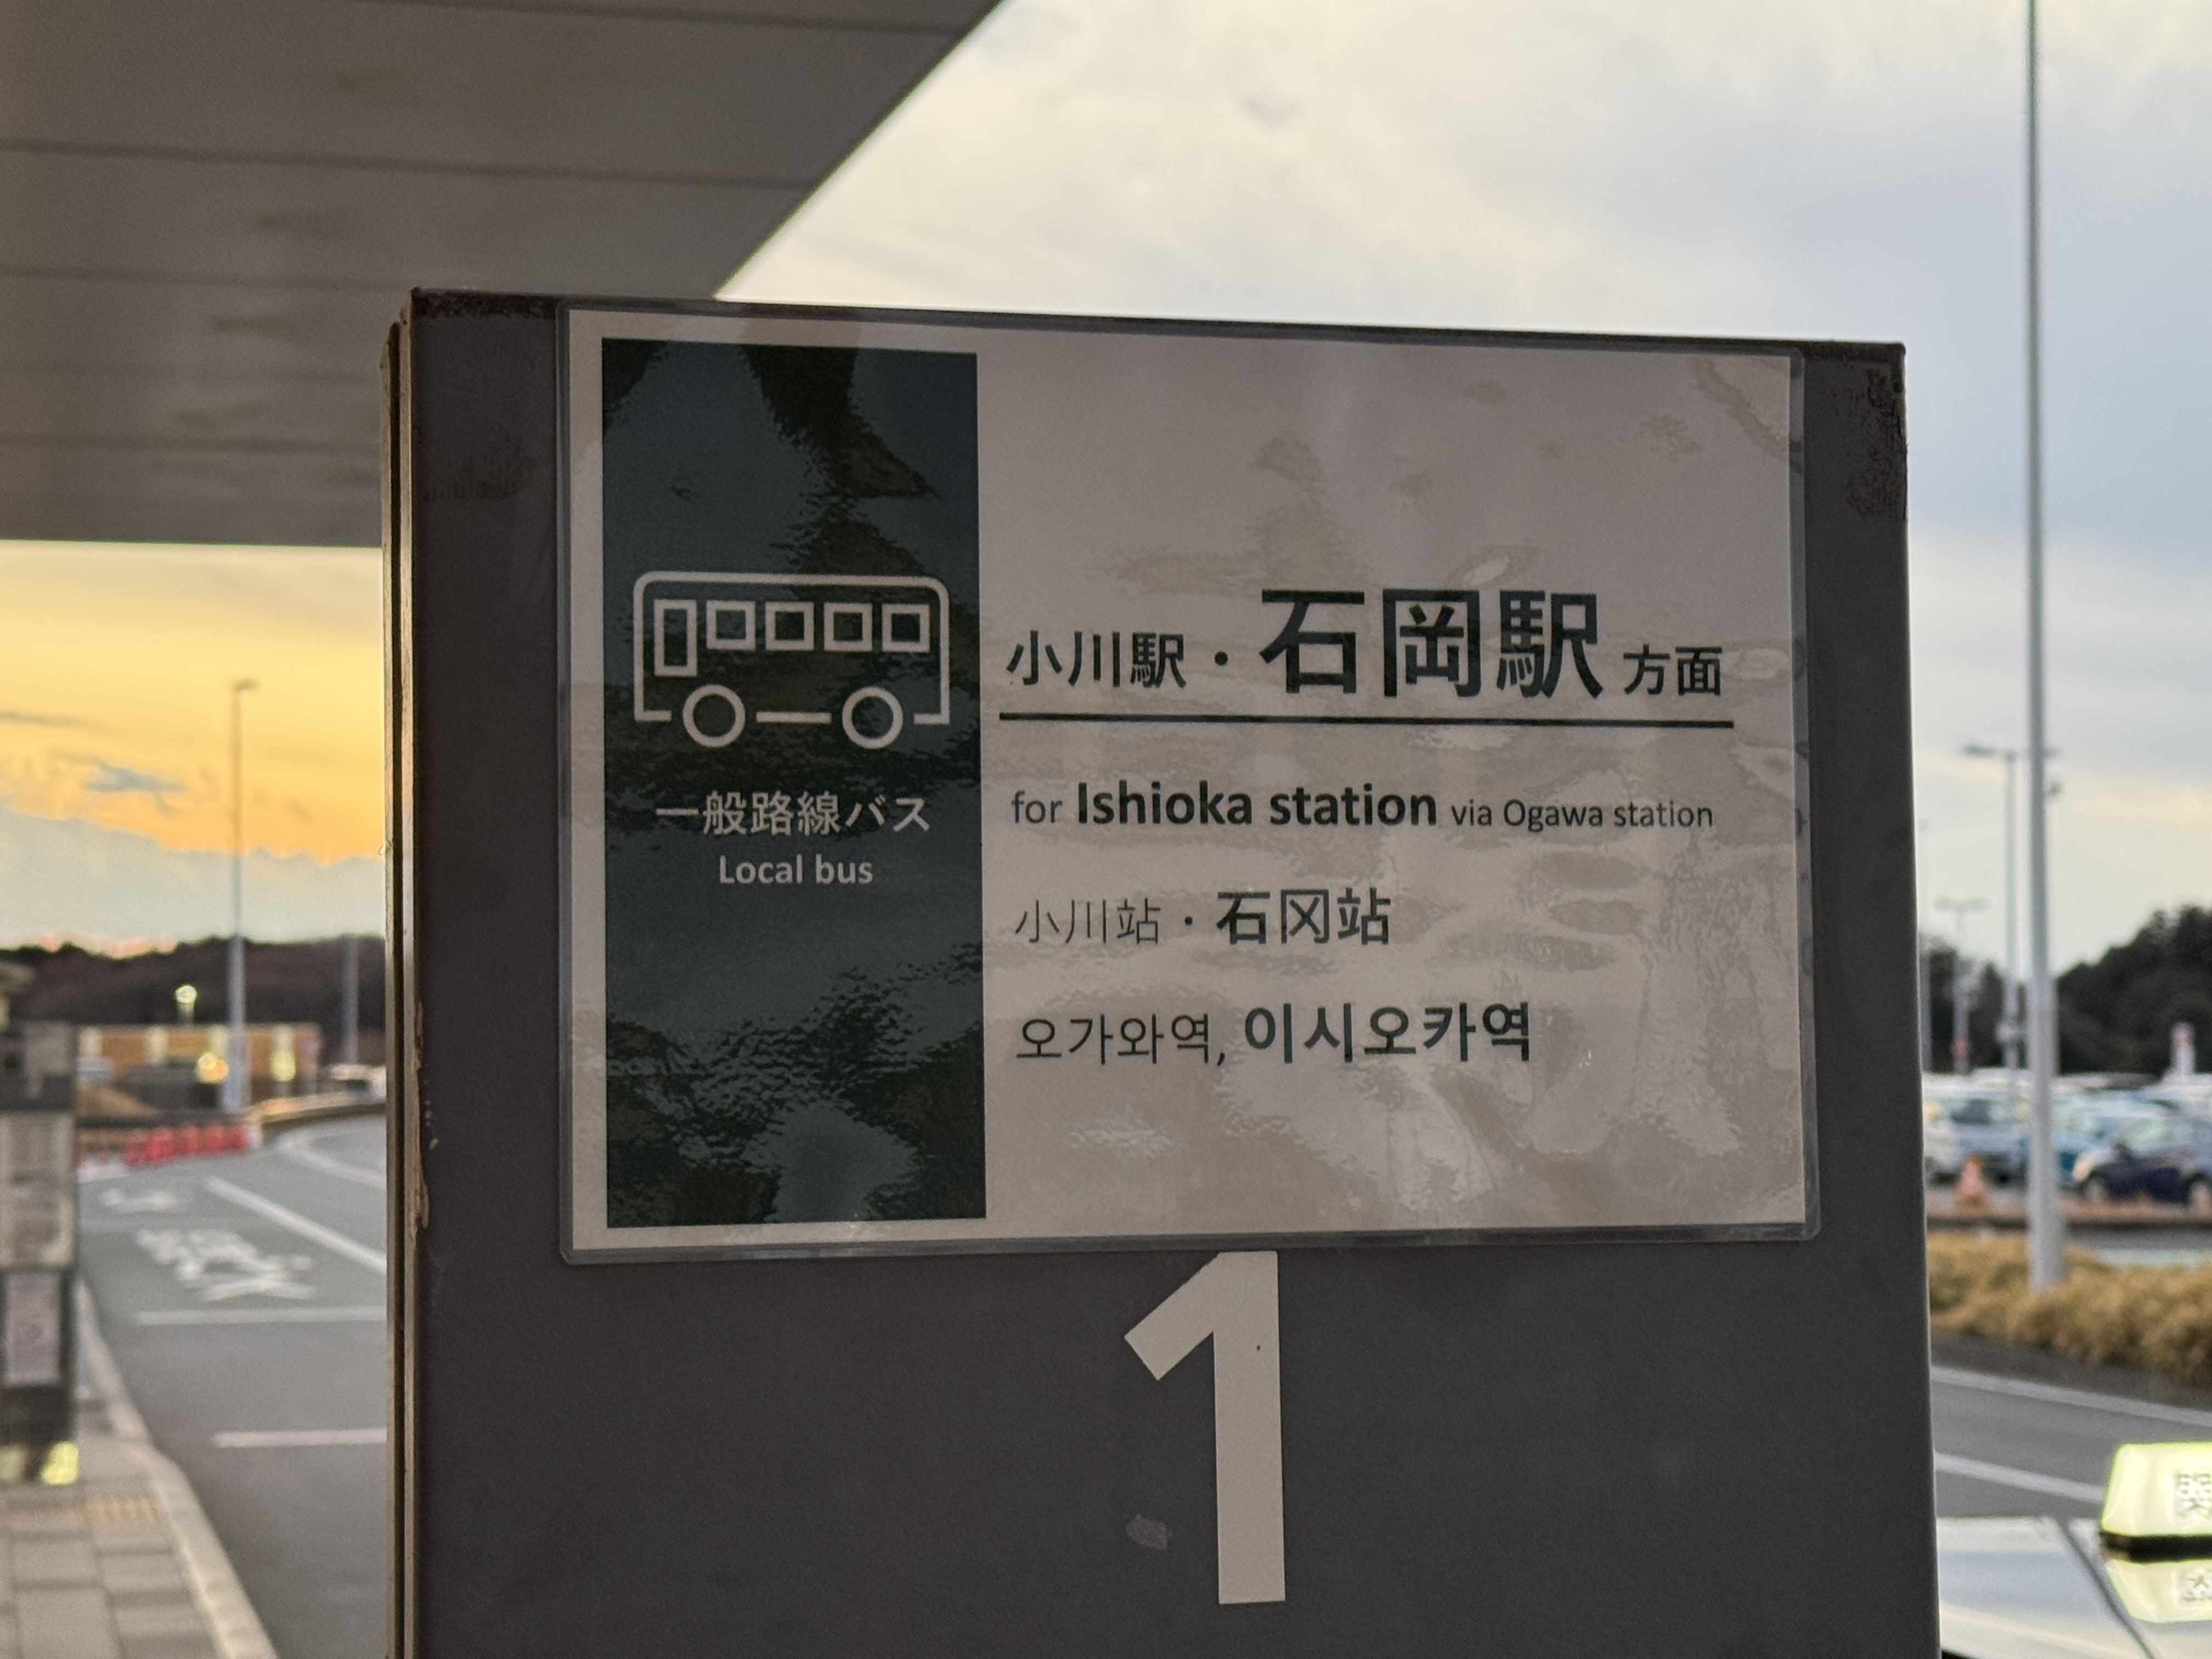 一般路線バス
Local bus
小川駅・石岡駅 方面
for Ishioka station via Ogawa station
小川站・石冈站
오가와역, 이시오카역
1